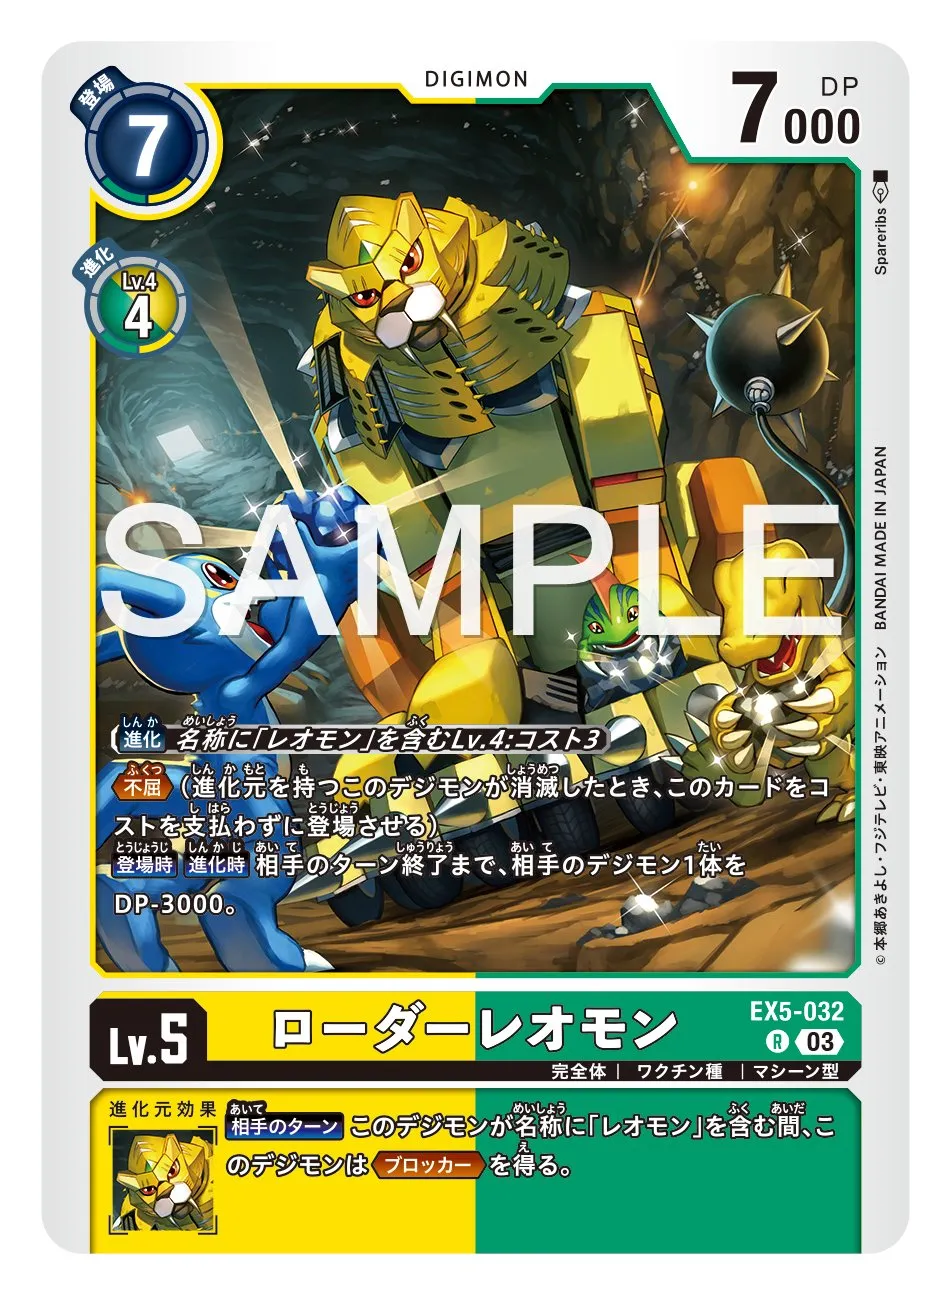 DIGIMON
登場
7
7000
DP
進化
Lv.4
4
Spareribs
SAMPLE
©本郷あきよし・フジテレビ・東映アニメーション BANDAI MADE IN JAPAN
進化 名称に「レオモン」を含むLv.4:コスト3
不屈 (進化元を持つこのデジモンが消滅したとき、このカードをコ
ストを支払わずに登場させる)
登場時 進化時 相手のターン終了まで、相手のデジモン1体を
DP-3000。
Lv.5
ローダーレオモン
EX5-032
R 03
完全体 | ワクチン種 | マシーン型
進化元効果
相手のターン このデジモンが名称に「レオモン」を含む間、こ
のデジモンは ブロッカー を得る。